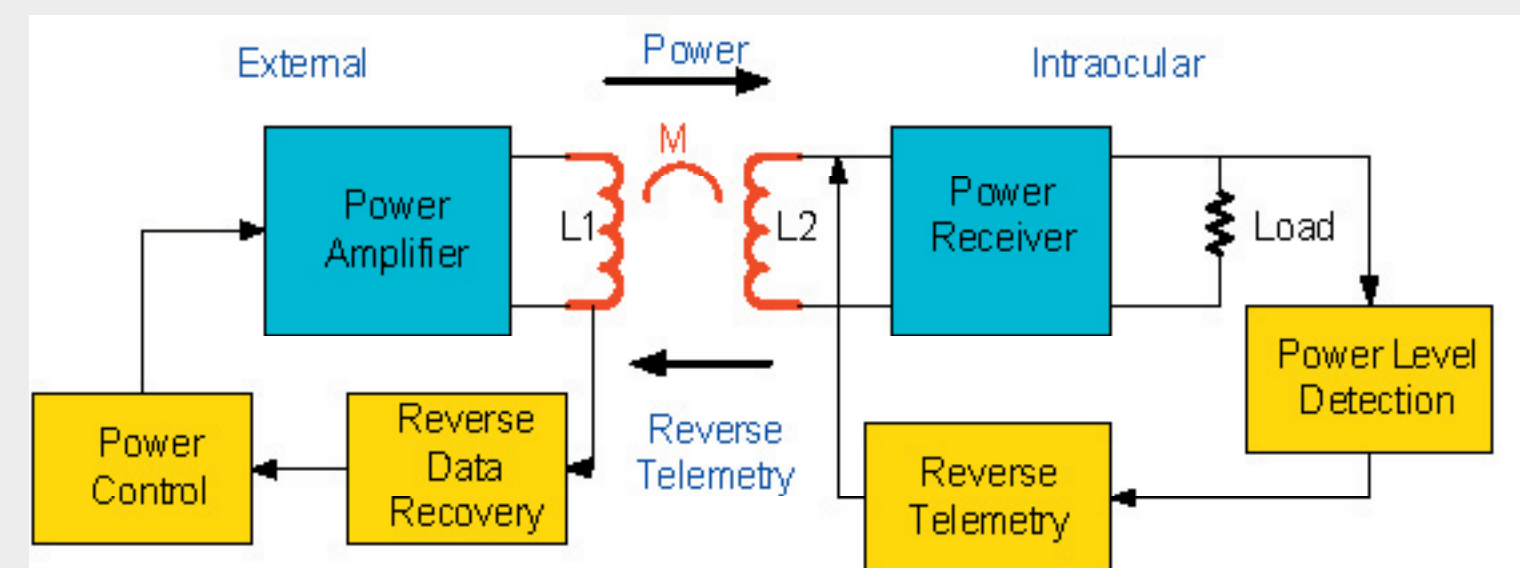 External
Power
Intraocular
M
Power
Amplifier
L1
L2
Power
Receiver
Load
Power Level
Detection
Reverse
Telemetry
Power
Control
Reverse
Data
Recovery
Reverse
Telemetry